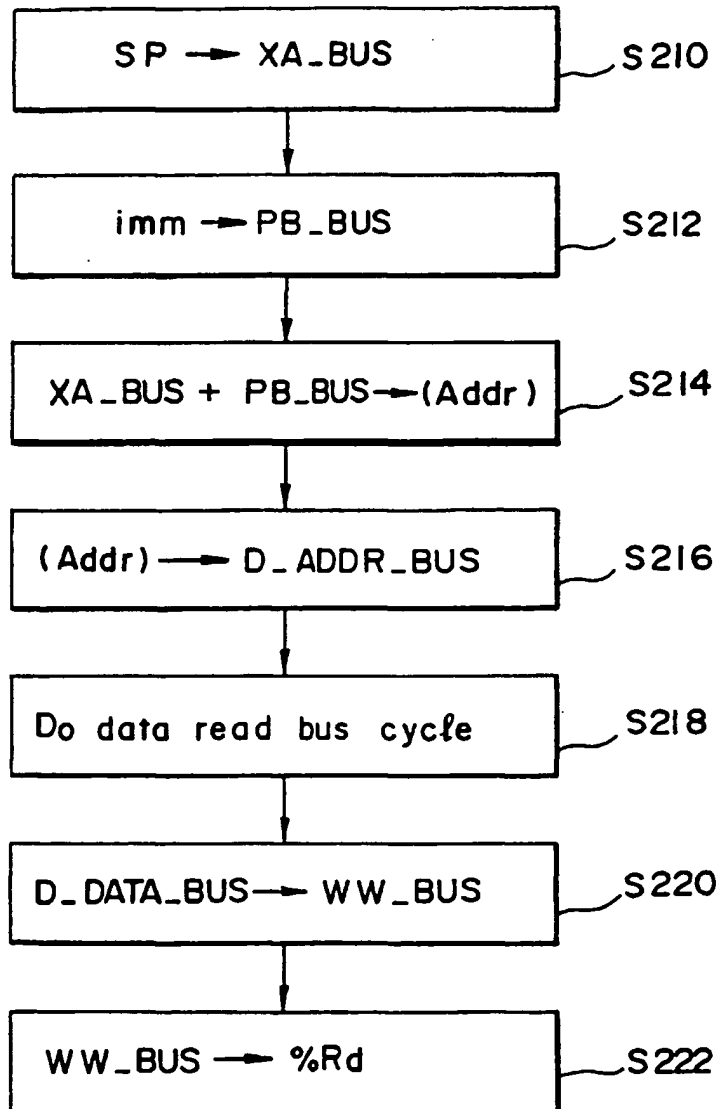 SP → XA_BUS S210
imm → PB_BUS S212
XA_BUS + PB_BUS → (Addr) S214
(Addr) → D_ADDR_BUS S216
Do data read bus cycle S218
D_DATA_BUS → WW_BUS S220
WW_BUS → %Rd S222